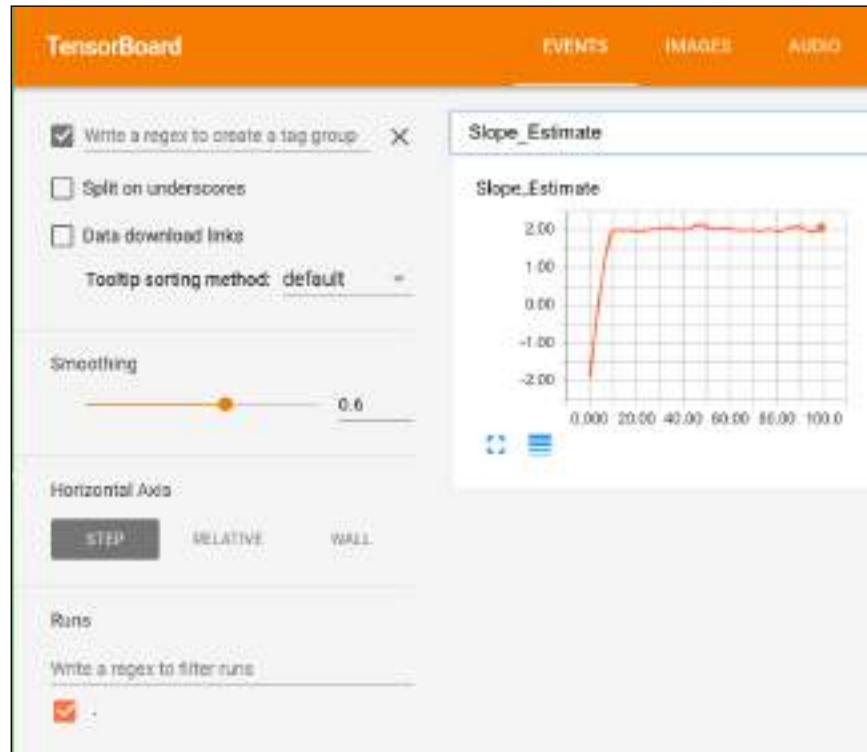 TensorBoard
EVENTS
IMAGES
AUDIO
Write a regex to create a tag group
Split on underscores
Data download links
Tooltip sorting method: default
Smoothing
0.6
Horizontal Axis
STEP
RELATIVE
WALL
Runs
Write a regex to filter runs
.
Slope_Estimate
Slope_Estimate
2.00
1.00
0.00
-1.00
-2.00
0.000 20.00 40.00 60.00 80.00 100.0